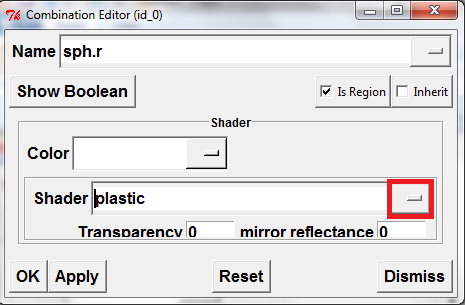 Combination Editor (id_0)
Name sph.r
Show Boolean Is Region Inherit
Shader
Color
Shader plastic
Transparency 0 mirror reflectance 0
OK Apply Reset Dismiss